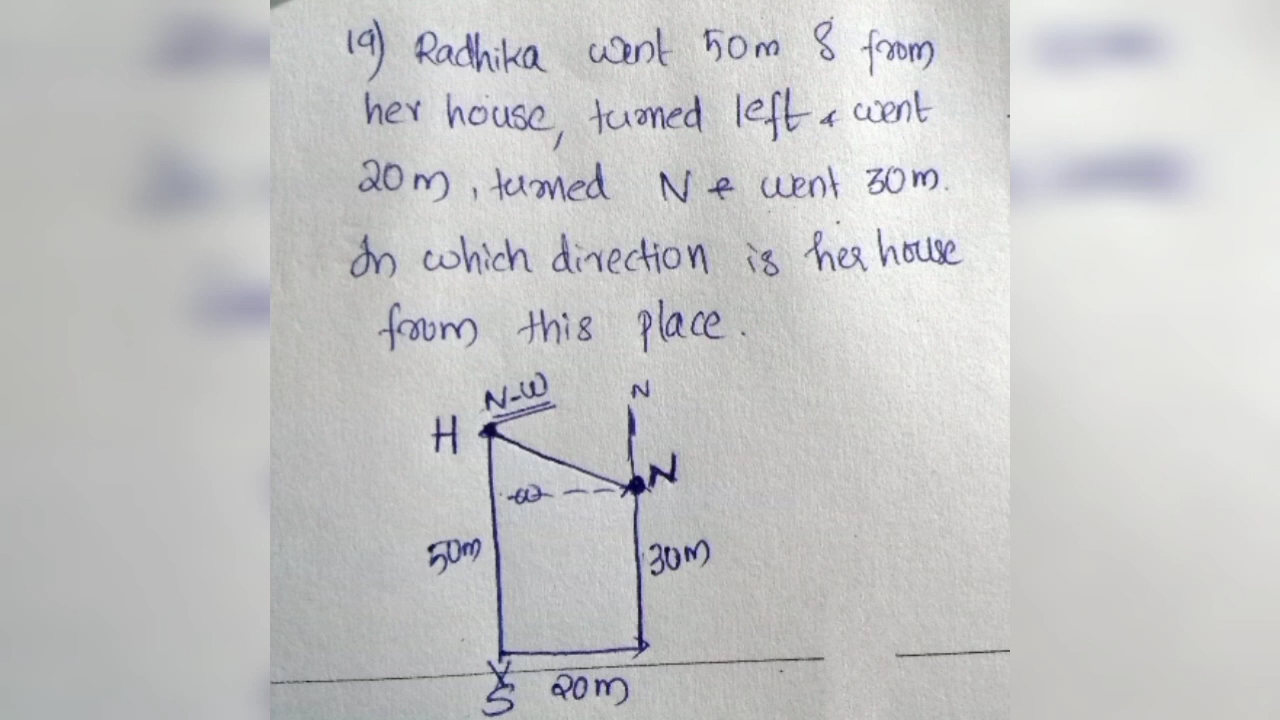 19) Radhika went 50m S from
her house, turned left & went
20m, turned N & went 30m.
In which direction is her house
from this place.
N-W
N
H
N
W
50m
30m
S
20m